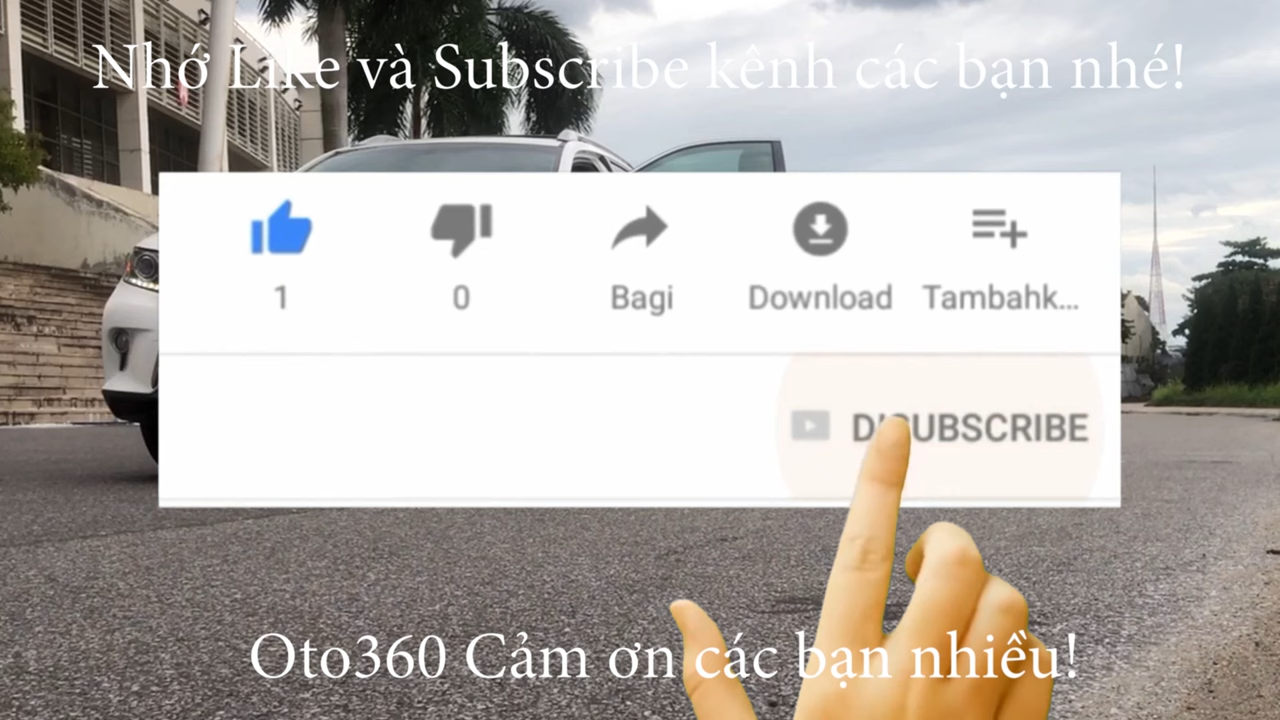 Nhớ Like và Subscribe kênh các bạn nhé!
1 0 Bagi Download Tambahk...
DISUBSCRIBE
Oto360 Cảm ơn các bạn nhiều!